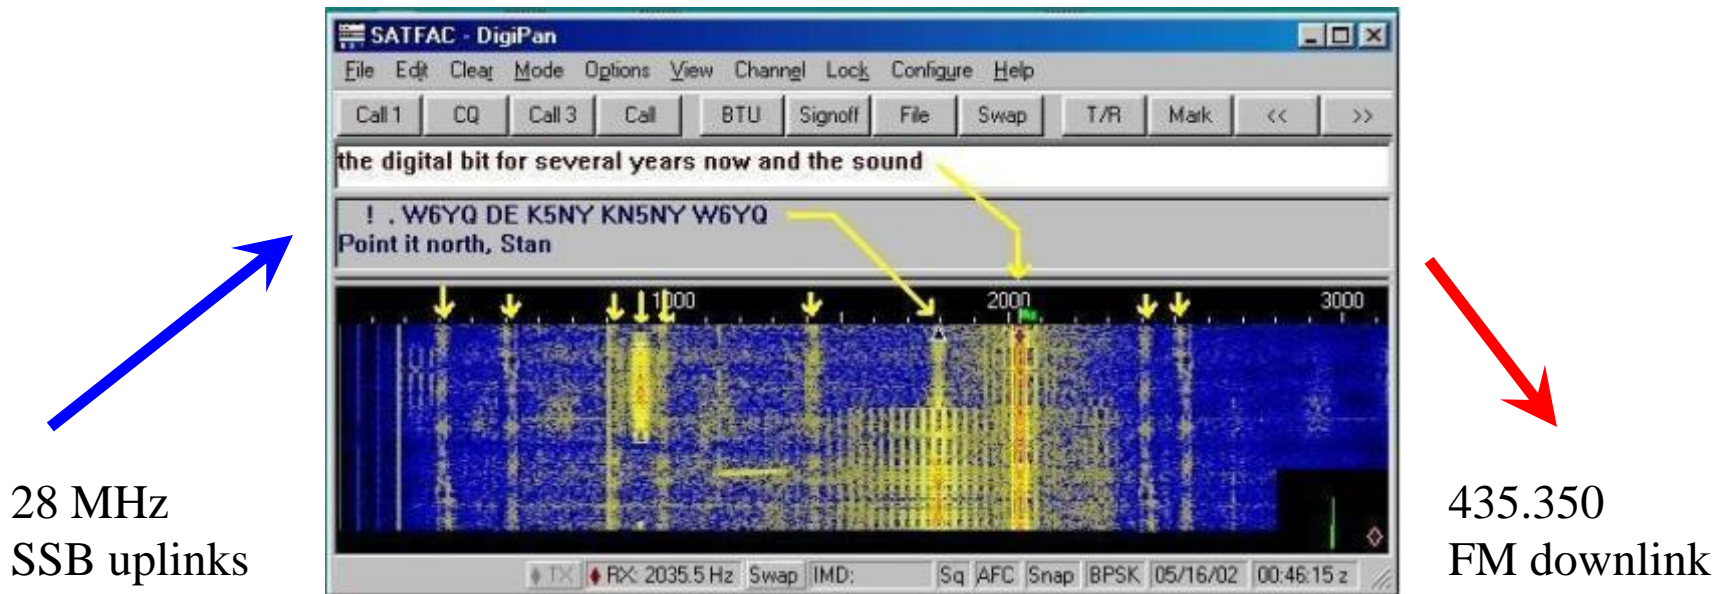 SATFAC - DigiPan
File Edit Clear Mode Options View Channel Lock Configure Help
Call 1 CQ Call 3 Call BTU Signoff File Swap T/R Mark << >>
the digital bit for several years now and the sound
! . W6YQ DE K5NY KN5NY W6YQ
Point it north, Stan
1000 2000 3000
28 MHz
SSB uplinks
435.350
FM downlink
TX RX: 2035.5 Hz Swap IMD: Sq AFC Snap BPSK 05/16/02 00:46:15 z